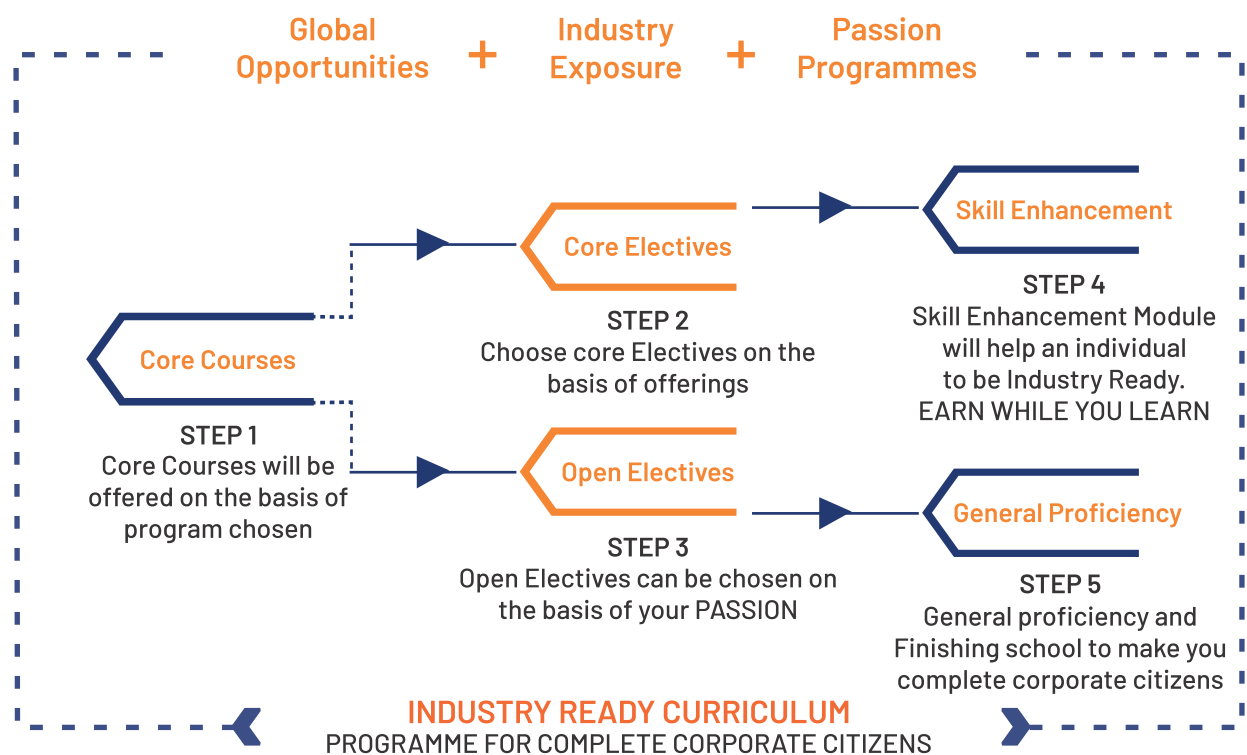 Global
Opportunities
+
Industry
Exposure
+
Passion
Programmes
Core Courses
STEP 1
Core Courses will be
offered on the basis of
program chosen
Core Electives
STEP 2
Choose core Electives on the
basis of offerings
Open Electives
STEP 3
Open Electives can be chosen on
the basis of your PASSION
Skill Enhancement
STEP 4
Skill Enhancement Module
will help an individual
to be Industry Ready.
EARN WHILE YOU LEARN
General Proficiency
STEP 5
General proficiency and
Finishing school to make you
complete corporate citizens
INDUSTRY READY CURRICULUM
PROGRAMME FOR COMPLETE CORPORATE CITIZENS